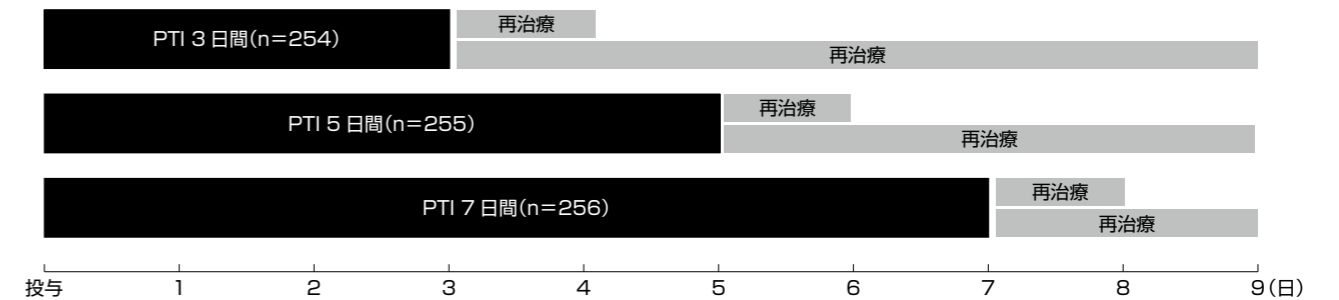 PTI 3日間(n=254)
再治療
再治療
PTI 5日間(n=255)
再治療
再治療
PTI 7日間(n=256)
再治療
再治療
投与 1 2 3 4 5 6 7 8 9(日)